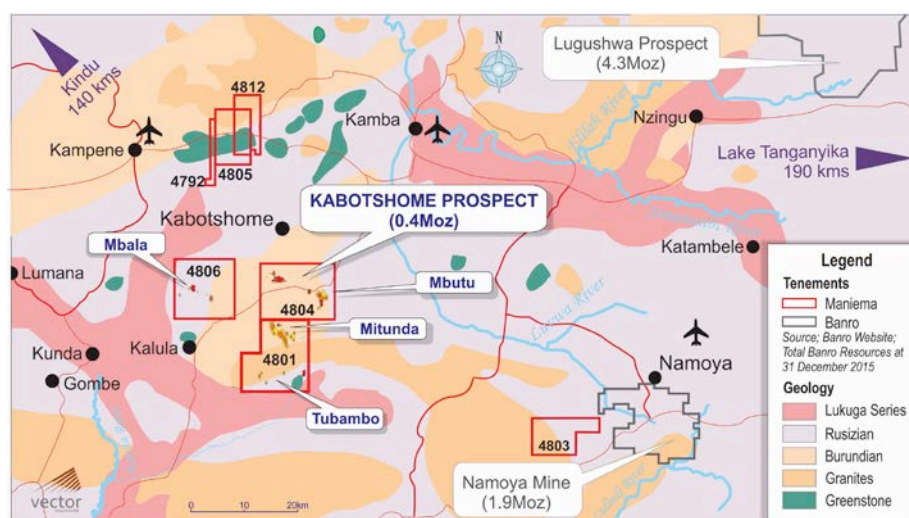 Kindu
140 kms
4812
Kampene
4792
4805
Kabotshome
N
Kamba
Lugushwa Prospect
(4.3Moz)
Nzingu
Lake Tanganyika
190 kms
KABOTSHOME PROSPECT
(0.4Moz)
Katambele
Mbala
Lumana
4806
4804
Mbutu
Mitunda
Kunda
Kalula
4801
Gombe
Tubambo
Namoya
4803
Namoya Mine
(1.9Moz)
vector
0
10
20km
Legend
Tenements
Maniema
Banro
Source; Banro Website;
Total Banro Resources at
31 December 2015
Geology
Lukuga Series
Rusizian
Burundian
Granites
Greenstone